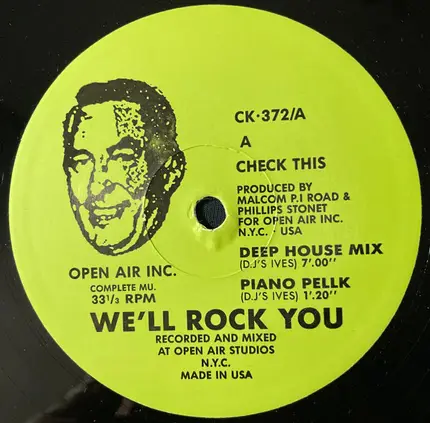 CK·372/A
A
CHECK THIS
PRODUCED BY
MALCOM P.I ROAD &
PHILLIPS STONET
FOR OPEN AIR INC.
N.Y.C. USA
DEEP HOUSE MIX
(D.J'S IVES) 7'.00''
PIANO PELLK
(D.J'S IVES) 1'.20''
OPEN AIR INC.
COMPLETE MU.
33 1/3 RPM
WE'LL ROCK YOU
RECORDED AND MIXED
AT OPEN AIR STUDIOS
N.Y.C.
MADE IN USA